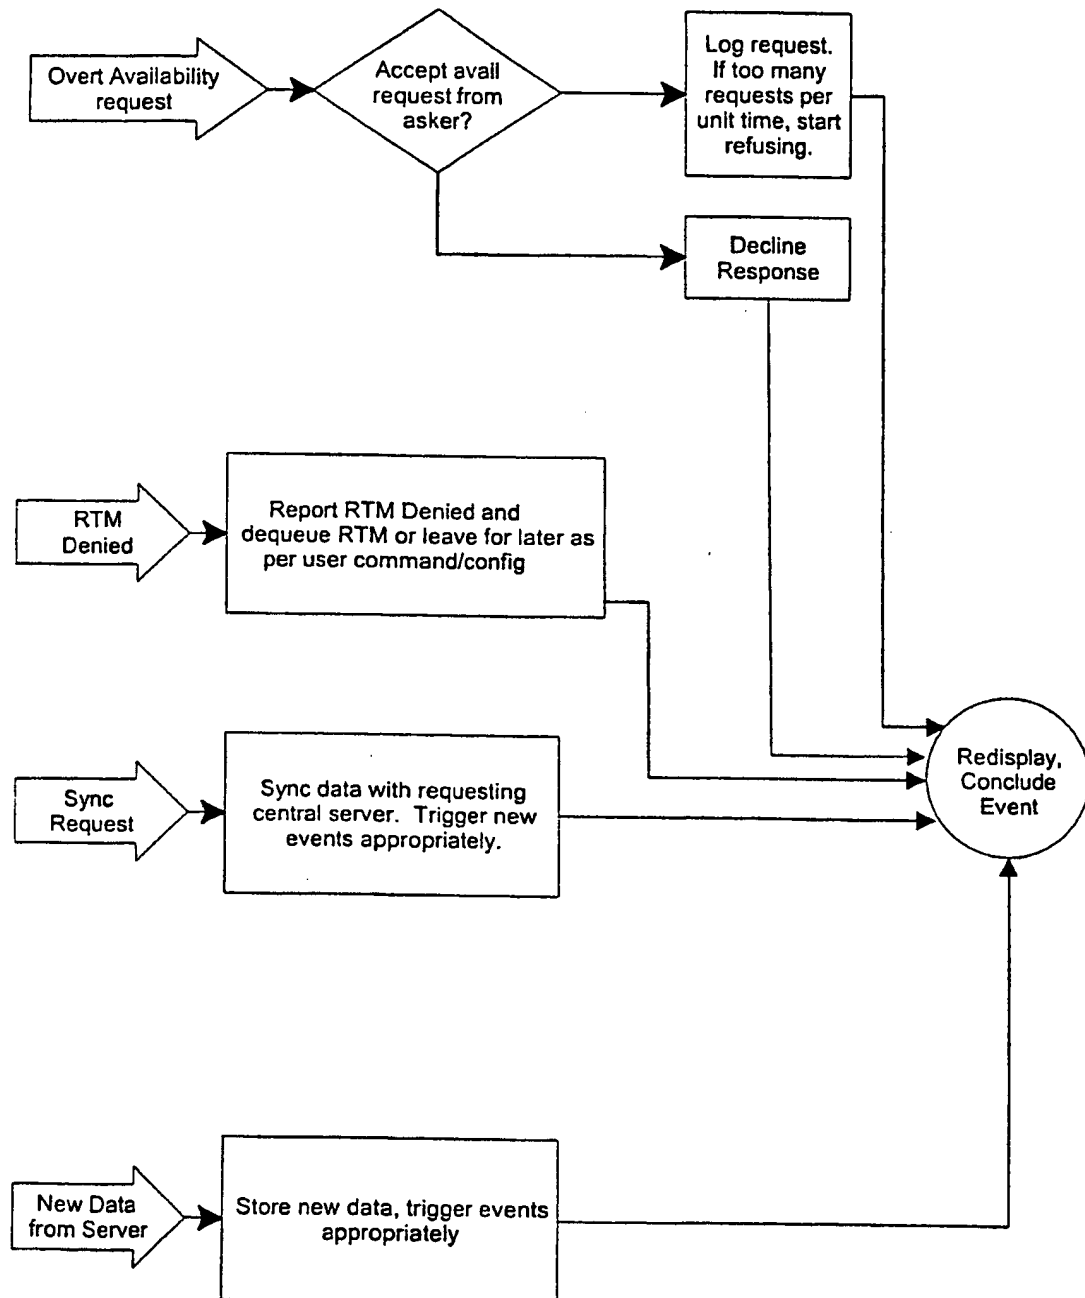 Overt Availability
request
Accept avail
request from
asker?
Log request.
If too many
requests per
unit time, start
refusing.
Decline
Response
RTM
Denied
Report RTM Denied and
dequeue RTM or leave for later as
per user command/config
Sync
Request
Sync data with requesting
central server. Trigger new
events appropriately.
Redisplay,
Conclude
Event
New Data
from Server
Store new data, trigger events
appropriately